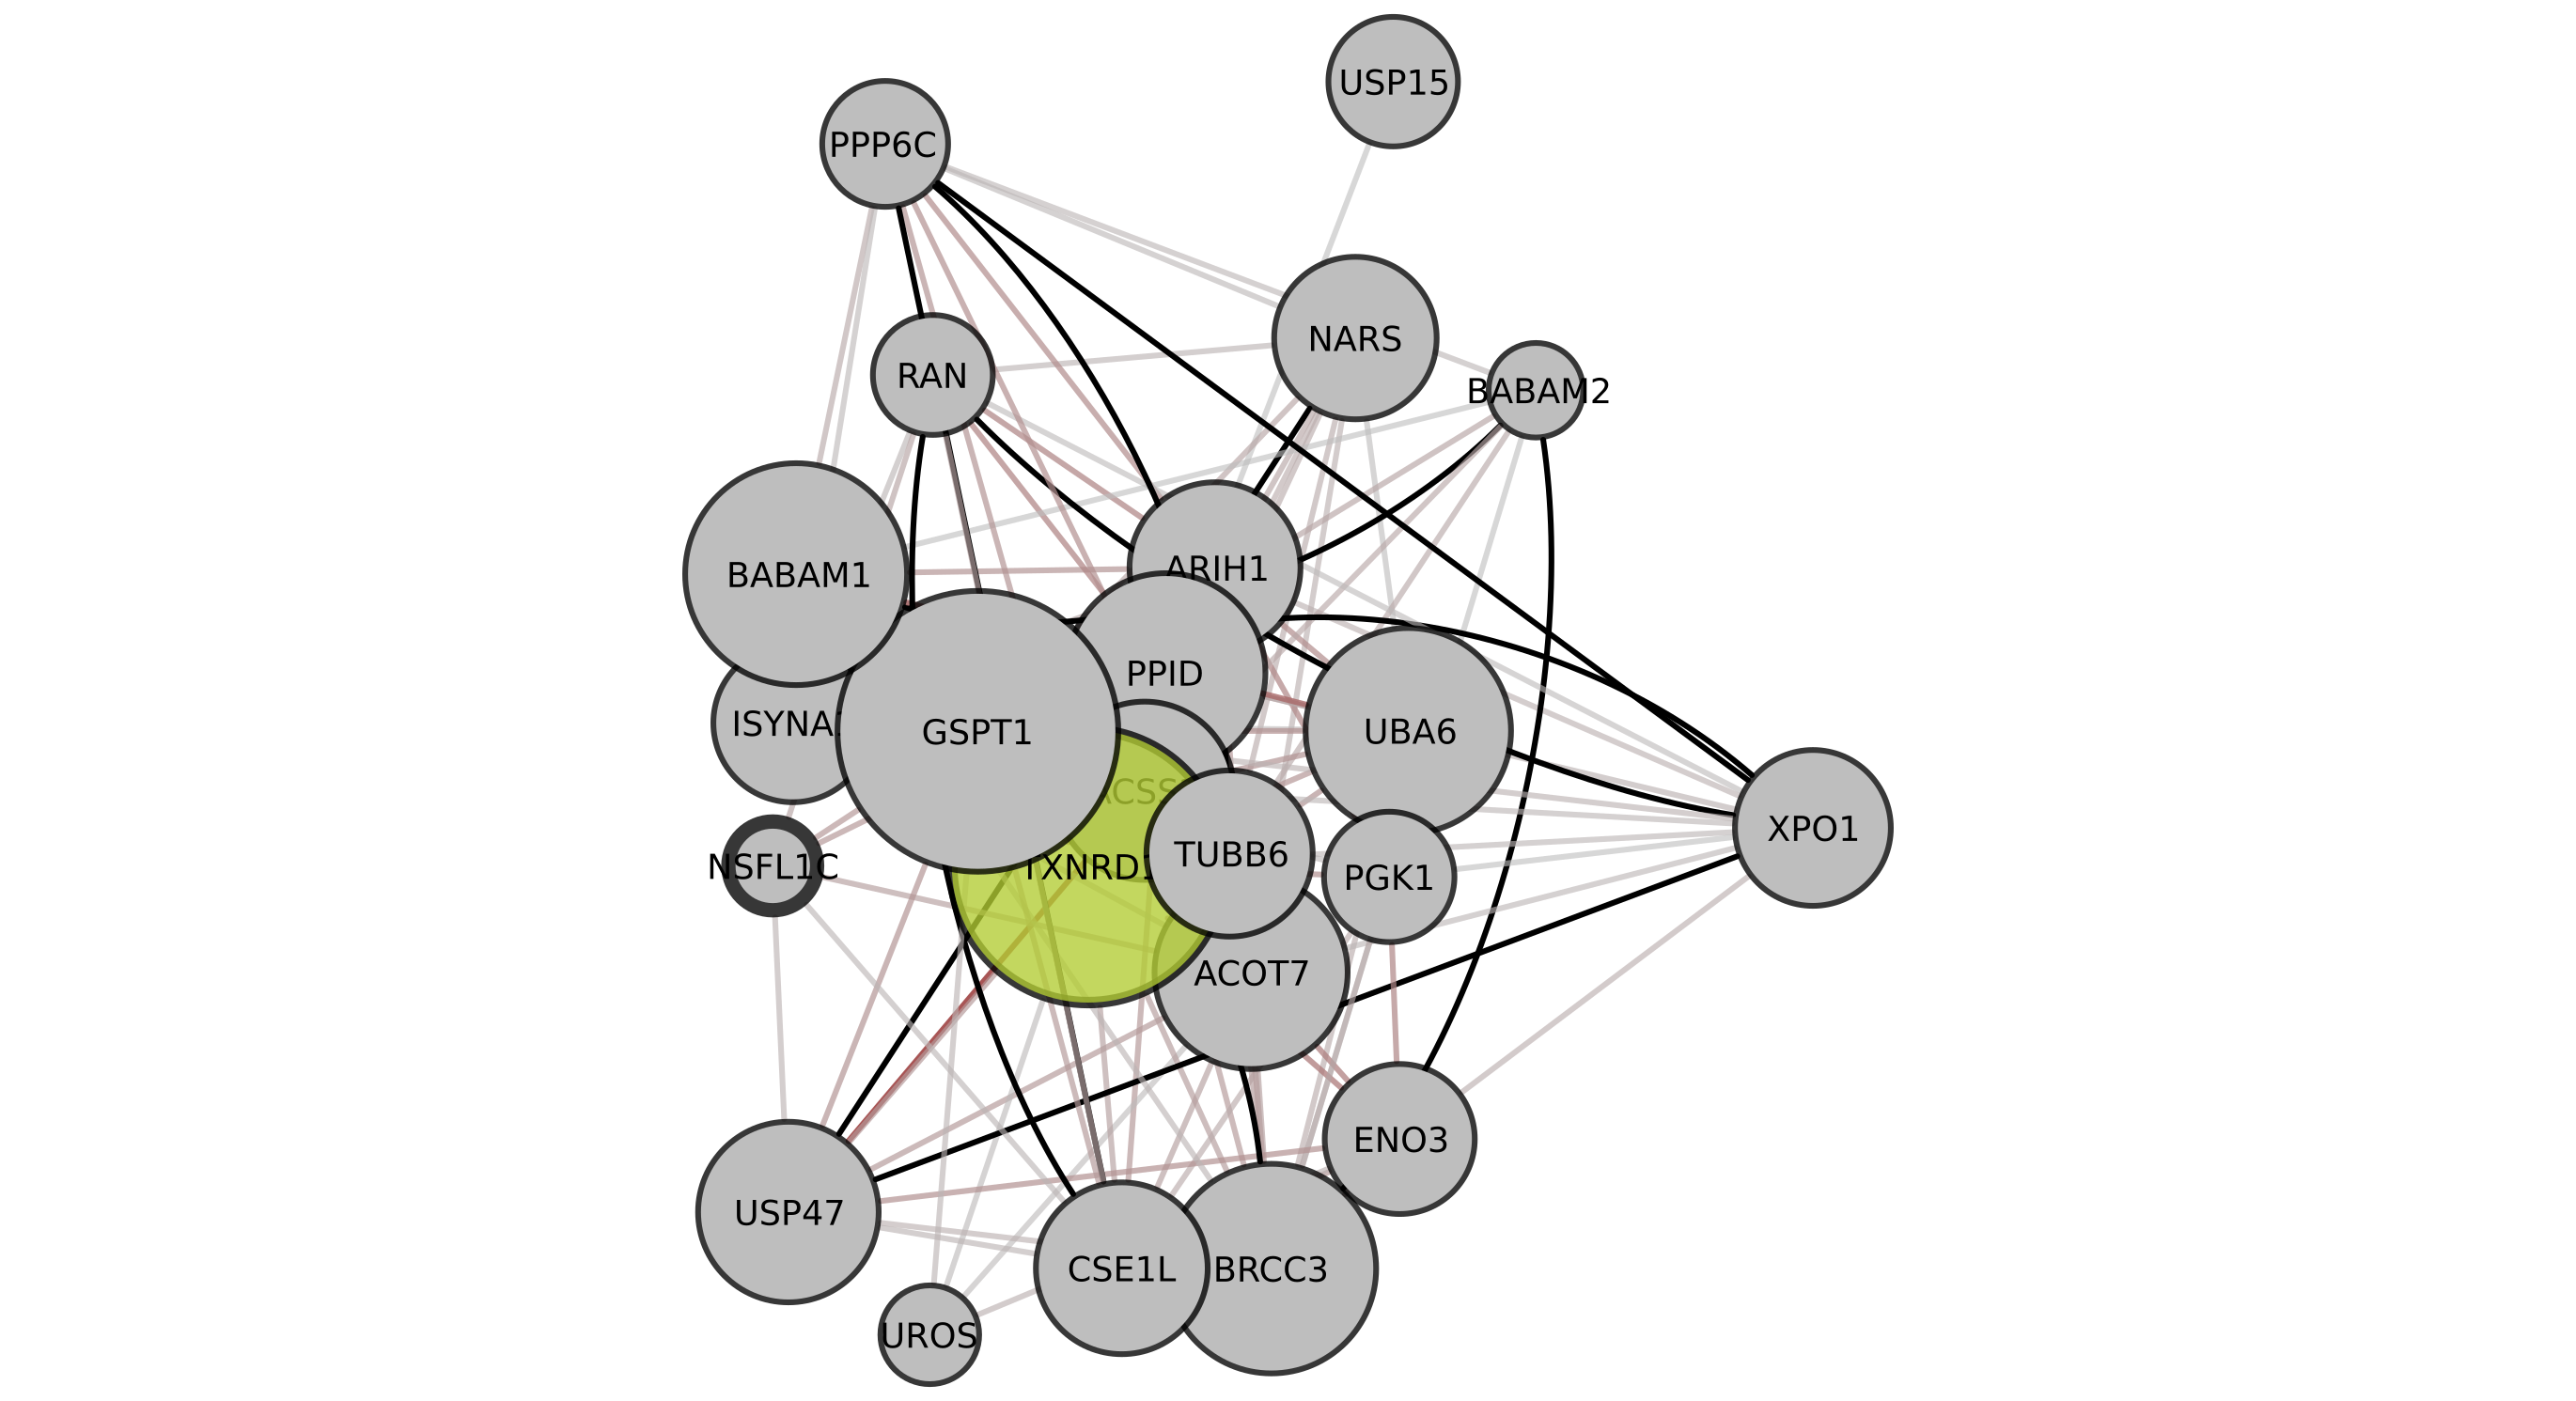 USP15
PPP6C
NARS
RAN
BABAM2
ARIH1
BABAM1
PPID
ISYNA
GSPT1
UBA6
ACSS
XPO1
TUBB6
NSFL1C
TXNRD1
PGK1
ACOT7
ENO3
USP47
CSE1L
BRCC3
UROS